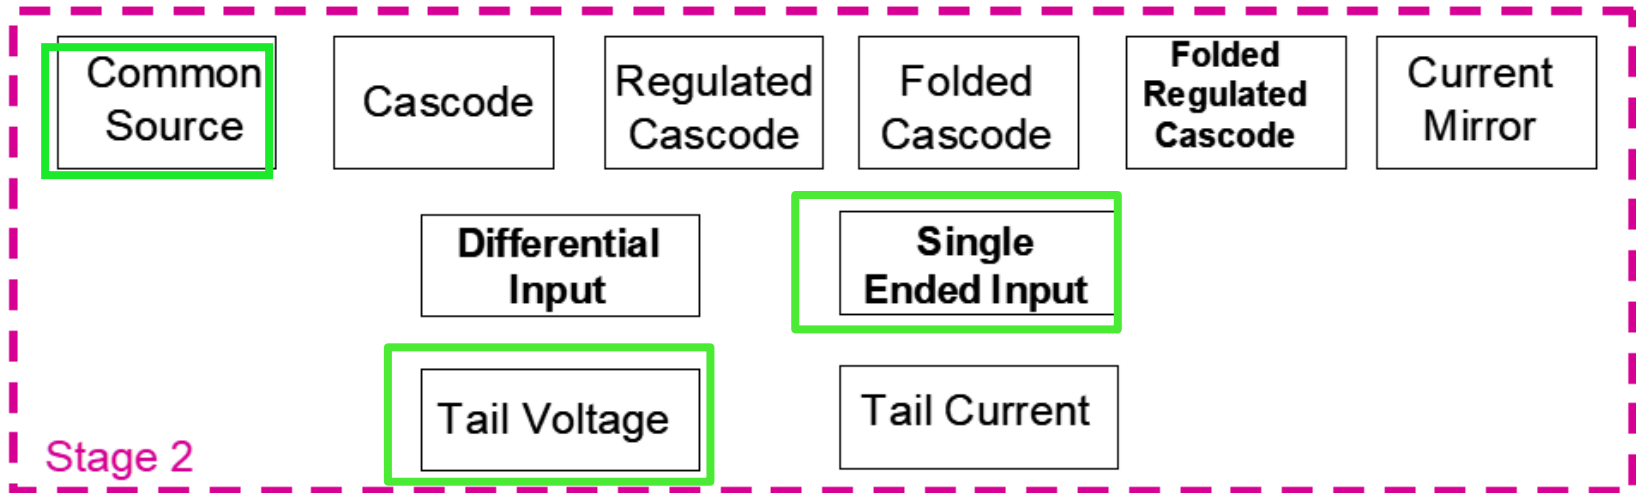 Common
Source
Cascode
Regulated
Cascode
Folded
Cascode
Folded
Regulated
Cascode
Current
Mirror
Differential
Input
Single
Ended Input
Tail Voltage
Tail Current
Stage 2